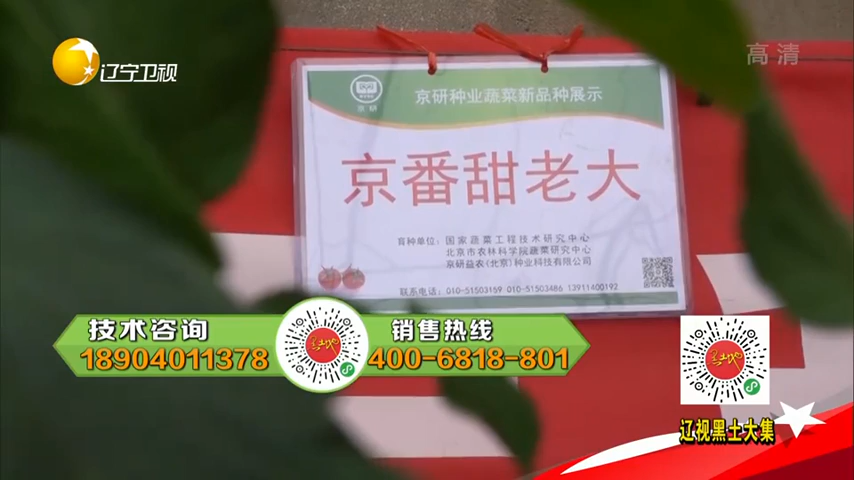 辽宁卫视
高清
京研
京研种业蔬菜新品种展示
京番甜老大
育种单位：国家蔬菜工程技术研究中心
北京市农林科学院蔬菜研究中心
京研益农(北京)种业科技有限公司
联系电话：010-51503159 010-51503486 13911400192
技术咨询
18904011378
销售热线
400-6818-801
黑土地
辽视黑土大集